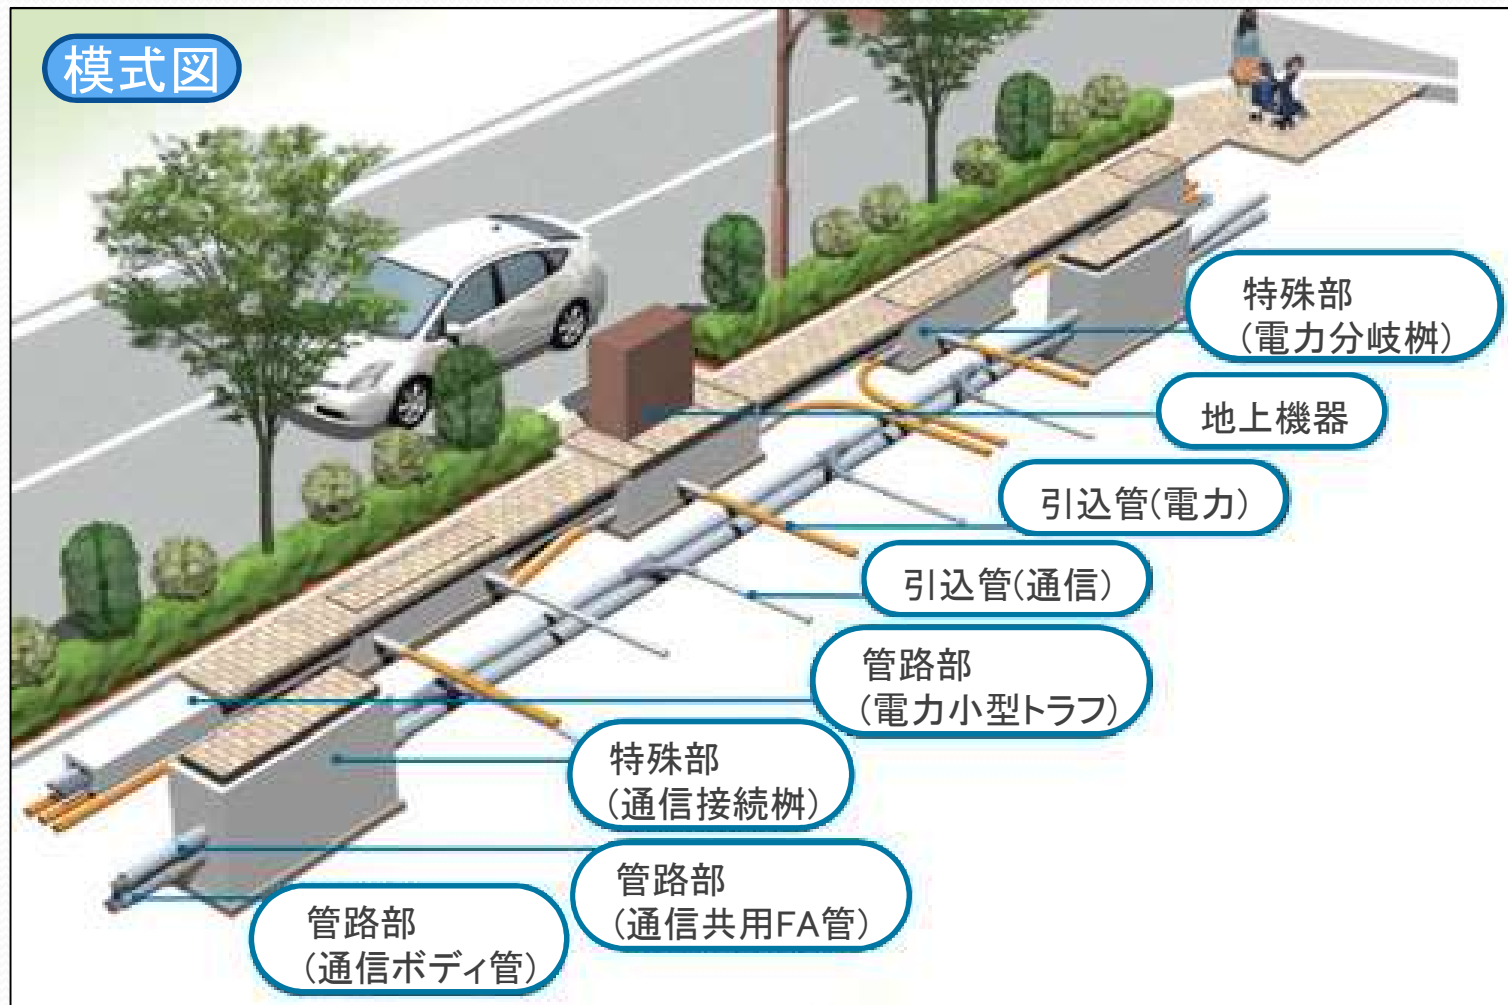 模式図
特殊部
(電力分岐桝)
地上機器
引込管(電力)
引込管(通信)
管路部
(電力小型トラフ)
特殊部
(通信接続桝)
管路部
(通信共用FA管)
管路部
(通信ボディ管)